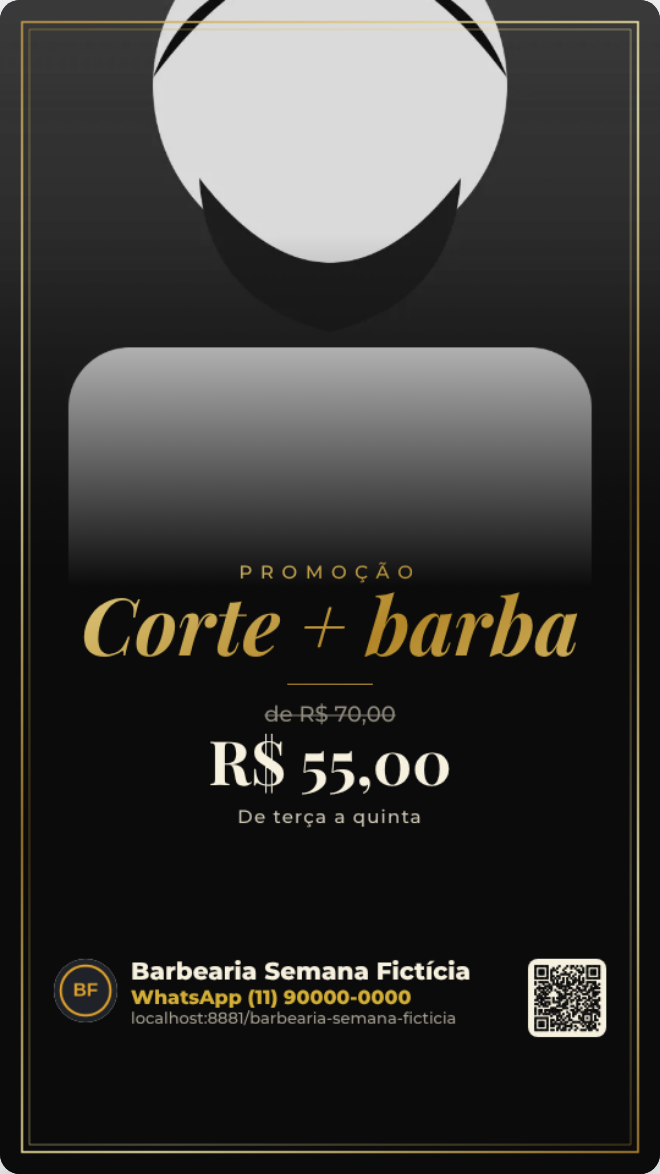 PROMOÇÃO
Corte + barba
de R$ 70,00
R$ 55,00
De terça a quinta
BF
Barbearia Semana Fictícia
WhatsApp (11) 90000-0000
localhost:8881/barbearia-semana-ficticia